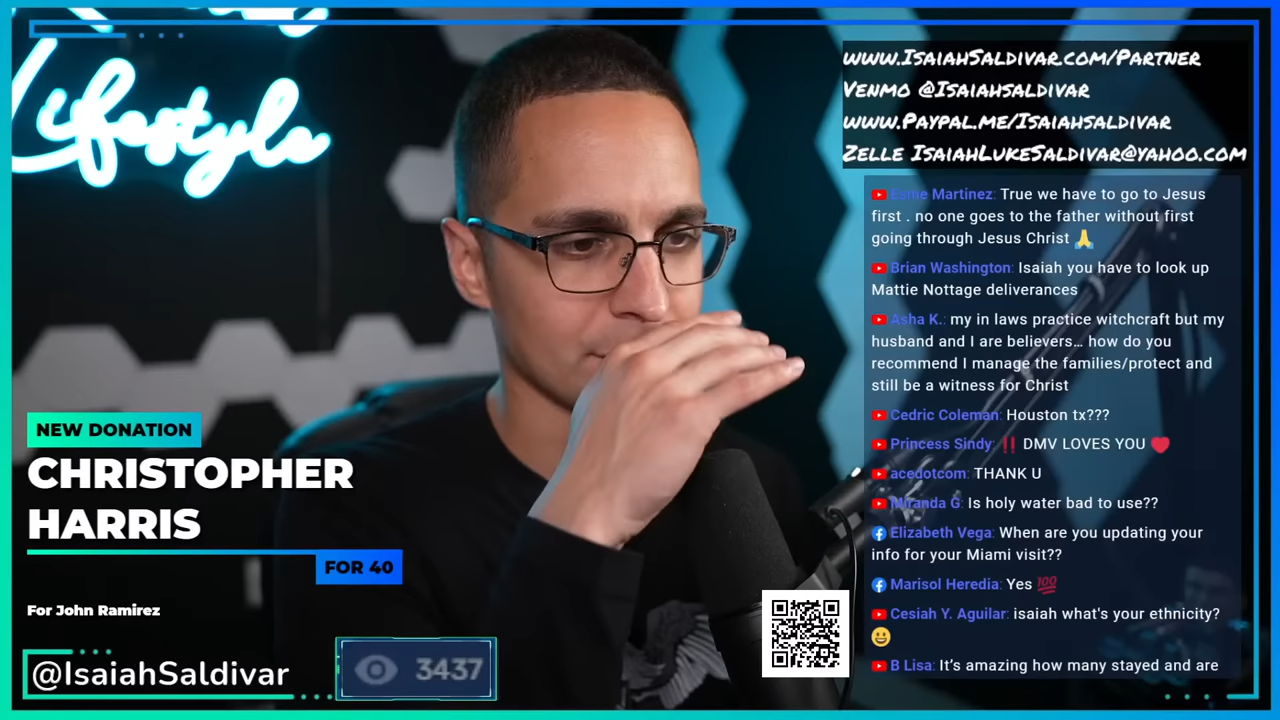 Lifestyle
www.IsaiahSaldivar.com/Partner
Venmo @Isaiahsaldivar
www.Paypal.me/Isaiahsaldivar
Zelle IsaiahLukeSaldivar@yahoo.com
Esmie Martinez: True we have to go to Jesus
first . no one goes to the father without first
going through Jesus Christ 🙏
Brian Washington: Isaiah you have to look up
Mattie Nottage deliverances
Asha K.: my in laws practice witchcraft but my
husband and I are believers... how do you
recommend I manage the families/protect and
still be a witness for Christ
Cedric Coleman: Houston tx???
Princess Sindy: ‼️ DMV LOVES YOU ❤️
acedotcom: THANK U
Miranda G: Is holy water bad to use??
Elizabeth Vega: When are you updating your
info for your Miami visit??
Marisol Heredia: Yes 💯
Cesiah Y. Aguilar: isaiah what's your ethnicity?
😃
B Lisa: It's amazing how many stayed and are
NEW DONATION
CHRISTOPHER
HARRIS
FOR 40
For John Ramirez
@IsaiahSaldivar
3437